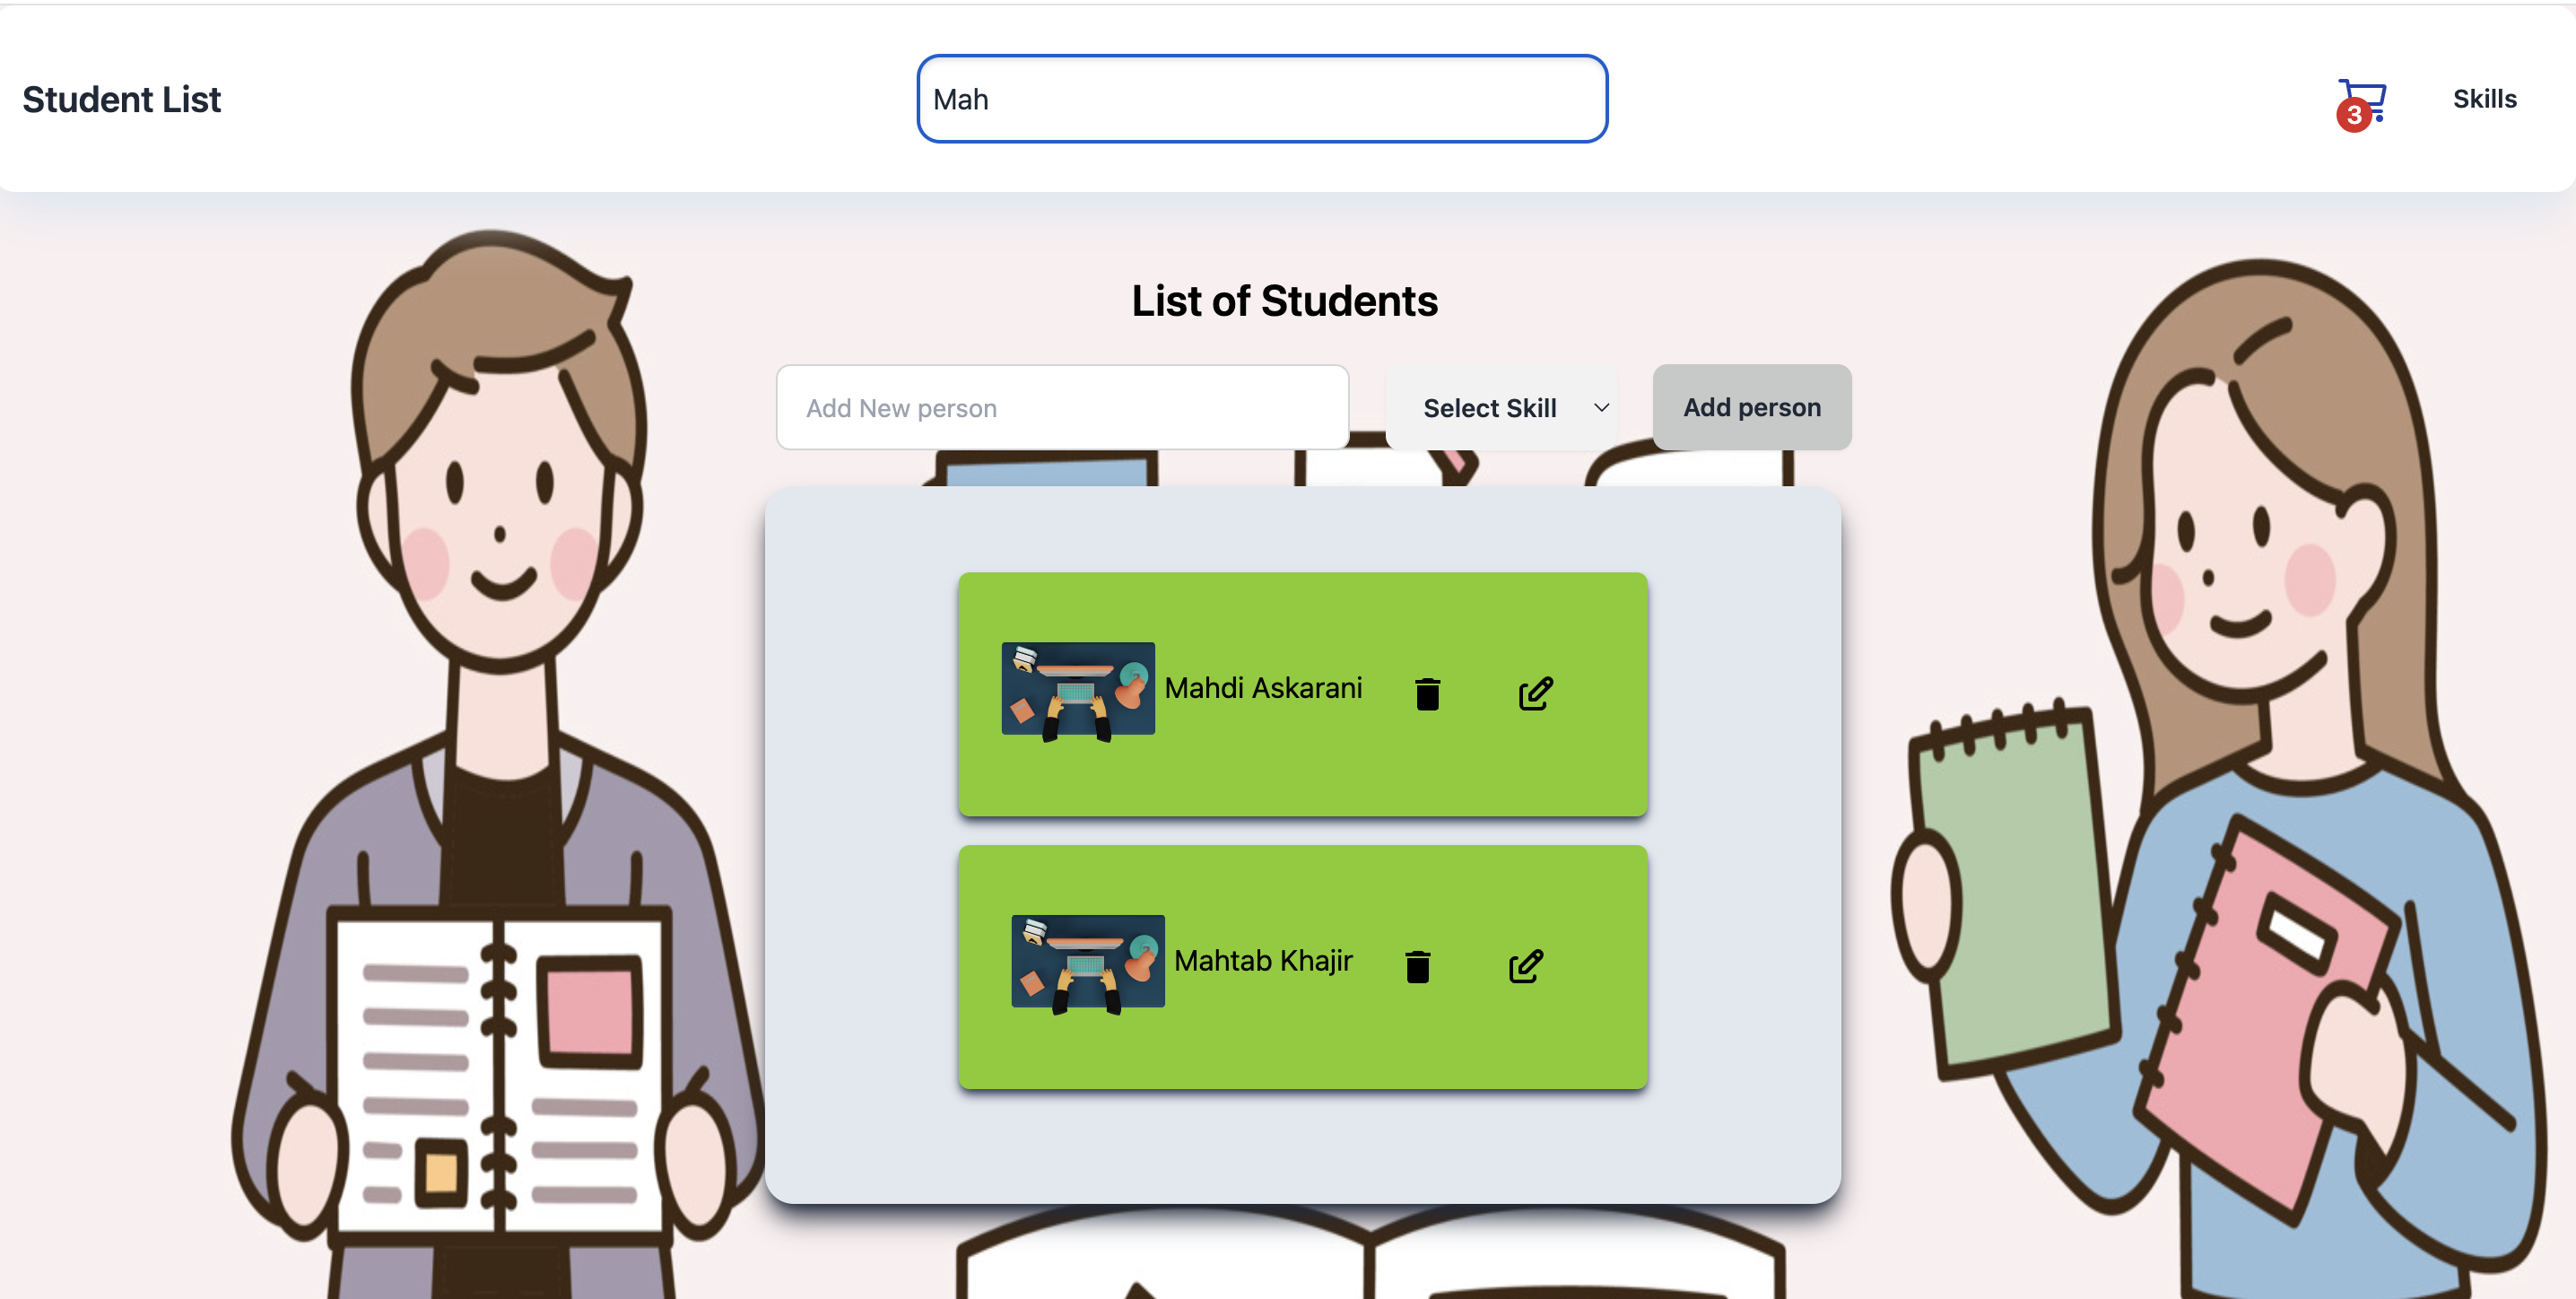 Student List
Mah
3
Skills
List of Students
Add New person
Select Skill
Add person
Mahdi Askarani
Mahtab Khajir